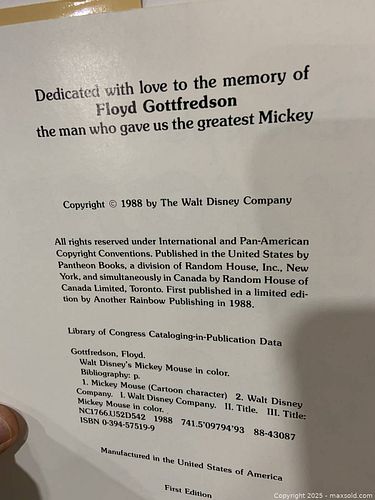 Dedicated with love to the memory of
Floyd Gottfredson
the man who gave us the greatest Mickey
Copyright © 1988 by The Walt Disney Company
All rights reserved under International and Pan-American
Copyright Conventions. Published in the United States by
Pantheon Books, a division of Random House, Inc., New
York, and simultaneously in Canada by Random House of
Canada Limited, Toronto. First published in a limited edi-
tion by Another Rainbow Publishing in 1988.
Library of Congress Cataloging-in-Publication Data
Gottfredson, Floyd.
Walt Disney's Mickey Mouse in color.
Bibliography: p.
1. Mickey Mouse (Cartoon character) 2. Walt Disney
Company. I. Walt Disney Company. II. Title. III. Title:
Mickey Mouse in color.
NC1766.U52D542 1988 741.5'09794'93 88-43087
ISBN 0-394-57519-9
Manufactured in the United States of America
First Edition
Copyright 2025 - maxsold.com